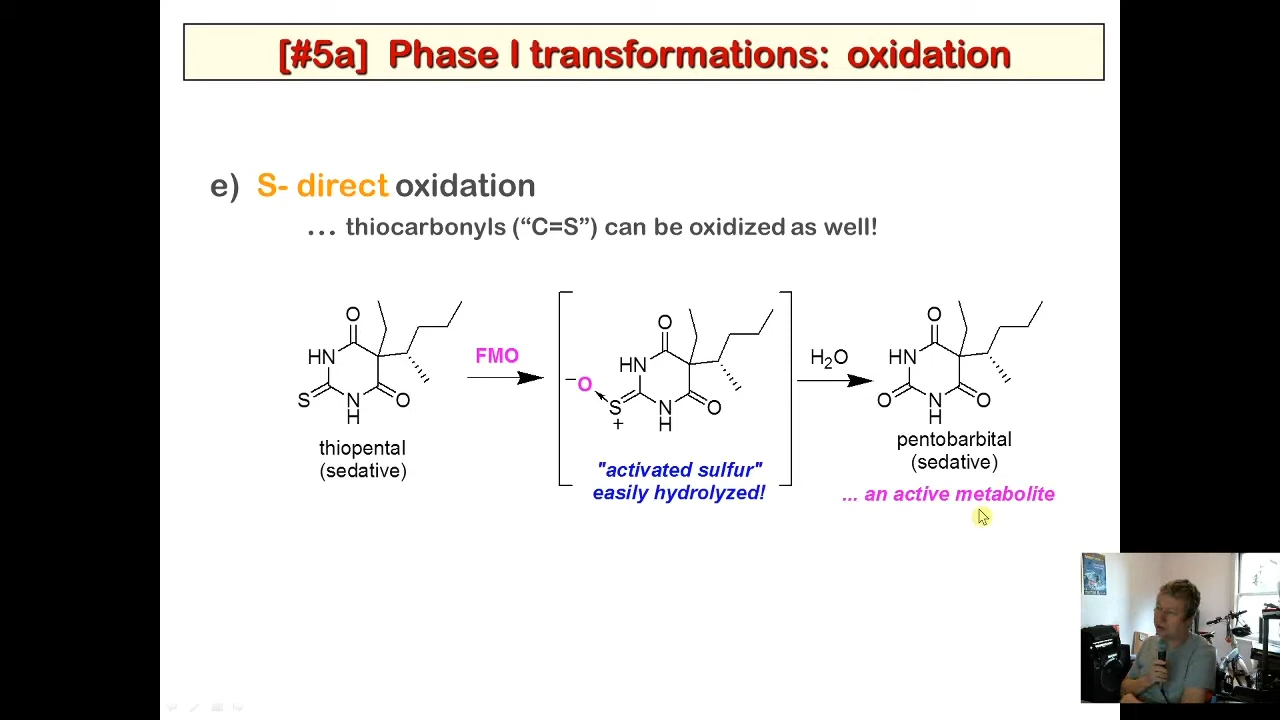 [#5a]  Phase I transformations:  oxidation
e)  S- direct oxidation
... thiocarbonyls (“C=S”) can be oxidized as well!
O
HN
S
N
H
O
thiopental
(sedative)
FMO
O
HN
−O
S
+
N
H
O
"activated sulfur"
easily hydrolyzed!
H₂O
O
HN
O
N
H
O
pentobarbital
(sedative)
... an active metabolite